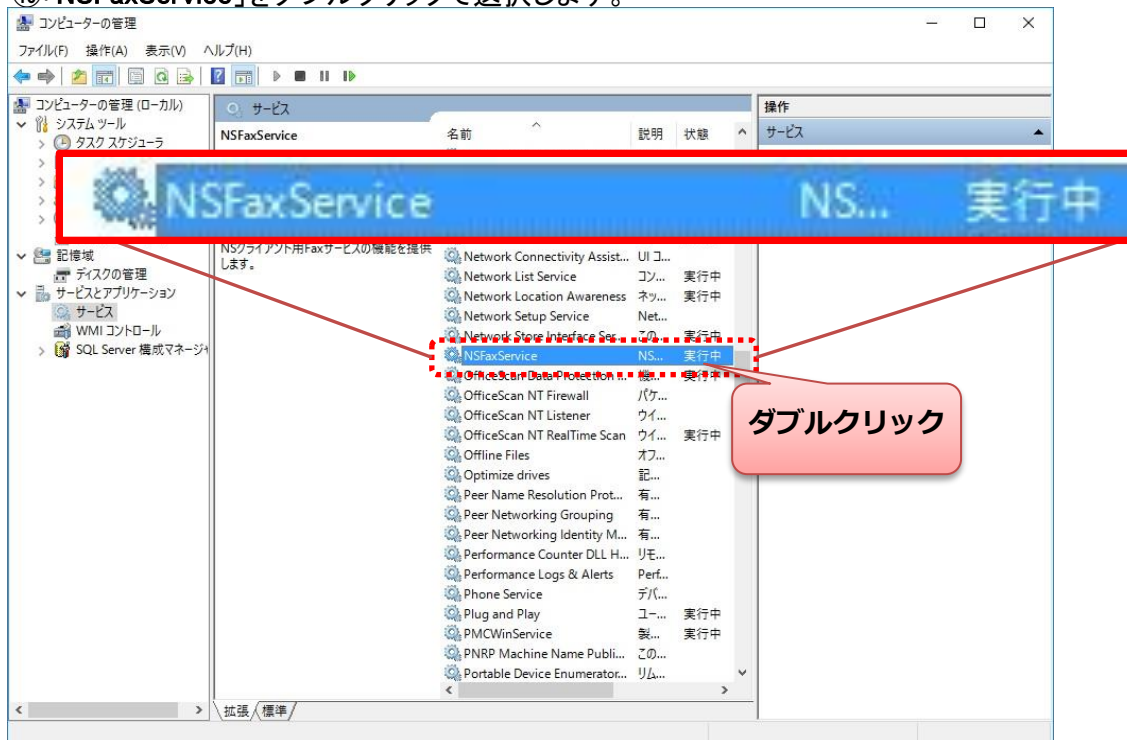 NSFaxService」をダブルクリックで選択します。
コンピューターの管理
ファイル(F) 操作(A) 表示(V) ヘルプ(H)
コンピューターの管理 (ローカル)
システム ツール
タスク スケジューラ
記憶域
ディスクの管理
サービスとアプリケーション
サービス
WMI コントロール
SQL Server 構成マネージャ
サービス
NSFaxService
NSクライアント用Faxサービスの機能を提供
します。
名前 説明 状態
NSFaxService NS... 実行中
Network Connectivity Assist... UI コ...
Network List Service コン... 実行中
Network Location Awareness ネッ... 実行中
Network Setup Service Net...
Network Store Interface Ser... この... 実行中
NSFaxService NS... 実行中
OfficeScan Data Protection ... 機... 実行中
OfficeScan NT Firewall パケ...
OfficeScan NT Listener ウイ...
OfficeScan NT RealTime Scan ウイ... 実行中
Offline Files オフ...
Optimize drives 記...
Peer Name Resolution Prot... 有...
Peer Networking Grouping 有...
Peer Networking Identity M... 有...
Performance Counter DLL H... リモ...
Performance Logs & Alerts Perf...
Phone Service デバ...
Plug and Play ユー... 実行中
PMCWinService 製... 実行中
PNRP Machine Name Publi... この...
Portable Device Enumerator... リム...
拡張 標準
操作
サービス
ダブルクリック